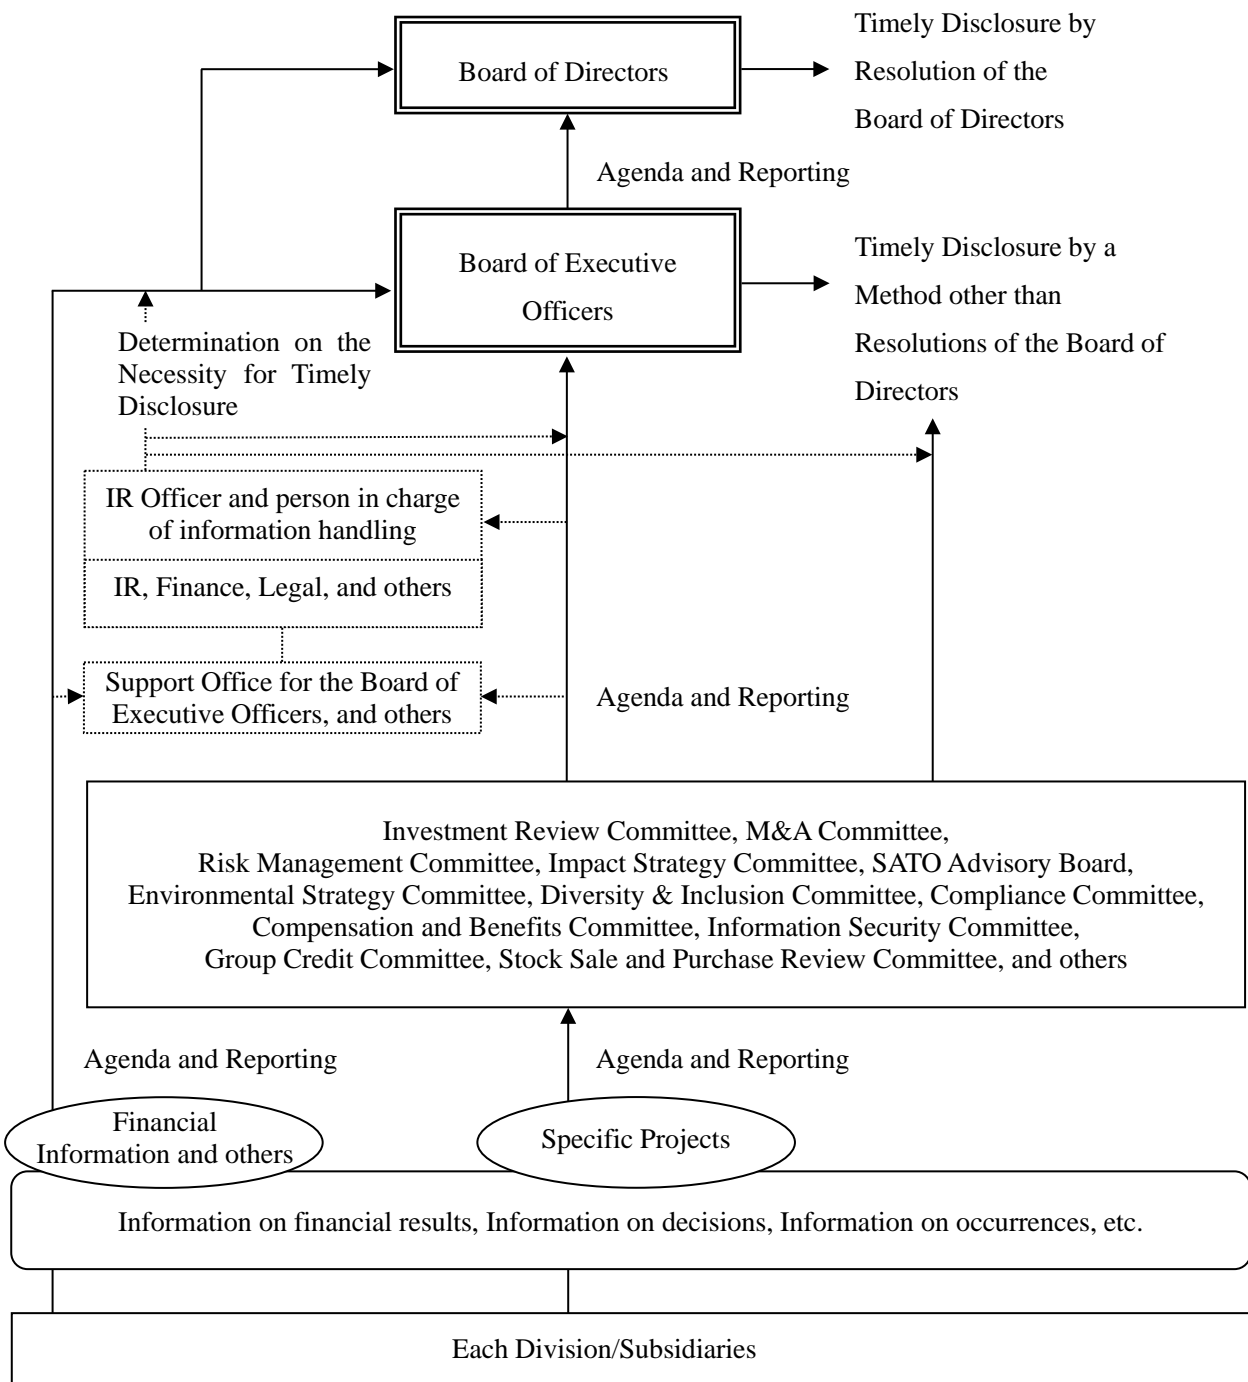 Timely Disclosure by
Resolution of the
Board of Directors
Board of Directors
Agenda and Reporting
Board of Executive
Officers
Timely Disclosure by a
Method other than
Resolutions of the Board of
Directors
Determination on the
Necessity for Timely
Disclosure
IR Officer and person in charge
of information handling
IR, Finance, Legal, and others
Support Office for the Board of
Executive Officers, and others
Agenda and Reporting
Investment Review Committee, M&A Committee,
Risk Management Committee, Impact Strategy Committee, SATO Advisory Board,
Environmental Strategy Committee, Diversity & Inclusion Committee, Compliance Committee,
Compensation and Benefits Committee, Information Security Committee,
Group Credit Committee, Stock Sale and Purchase Review Committee, and others
Agenda and Reporting
Agenda and Reporting
Financial
Information and others
Specific Projects
Information on financial results, Information on decisions, Information on occurrences, etc.
Each Division/Subsidiaries